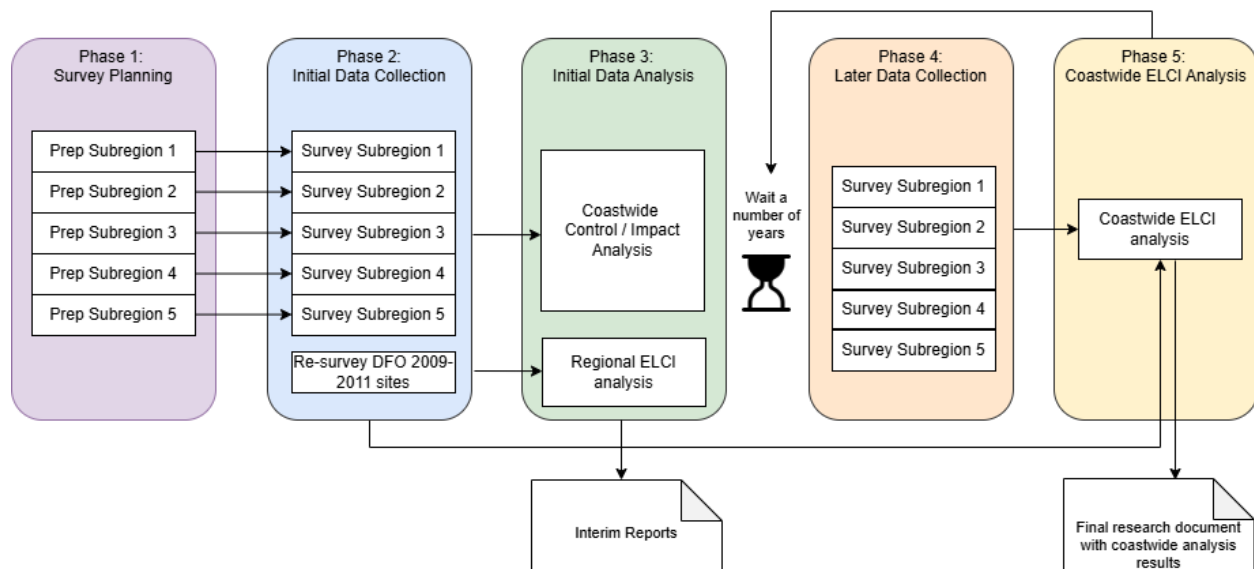 Phase 1:
Survey Planning
Prep Subregion 1
Prep Subregion 2
Prep Subregion 3
Prep Subregion 4
Prep Subregion 5
Phase 2:
Initial Data Collection
Survey Subregion 1
Survey Subregion 2
Survey Subregion 3
Survey Subregion 4
Survey Subregion 5
Re-survey DFO 2009-
2011 sites
Phase 3:
Initial Data Analysis
Coastwide
Control / Impact
Analysis
Regional ELCI
analysis
Interim Reports
Wait a
number of
years
Phase 4:
Later Data Collection
Survey Subregion 1
Survey Subregion 2
Survey Subregion 3
Survey Subregion 4
Survey Subregion 5
Phase 5:
Coastwide ELCI Analysis
Coastwide ELCI
analysis
Final research document
with coastwide analysis
results